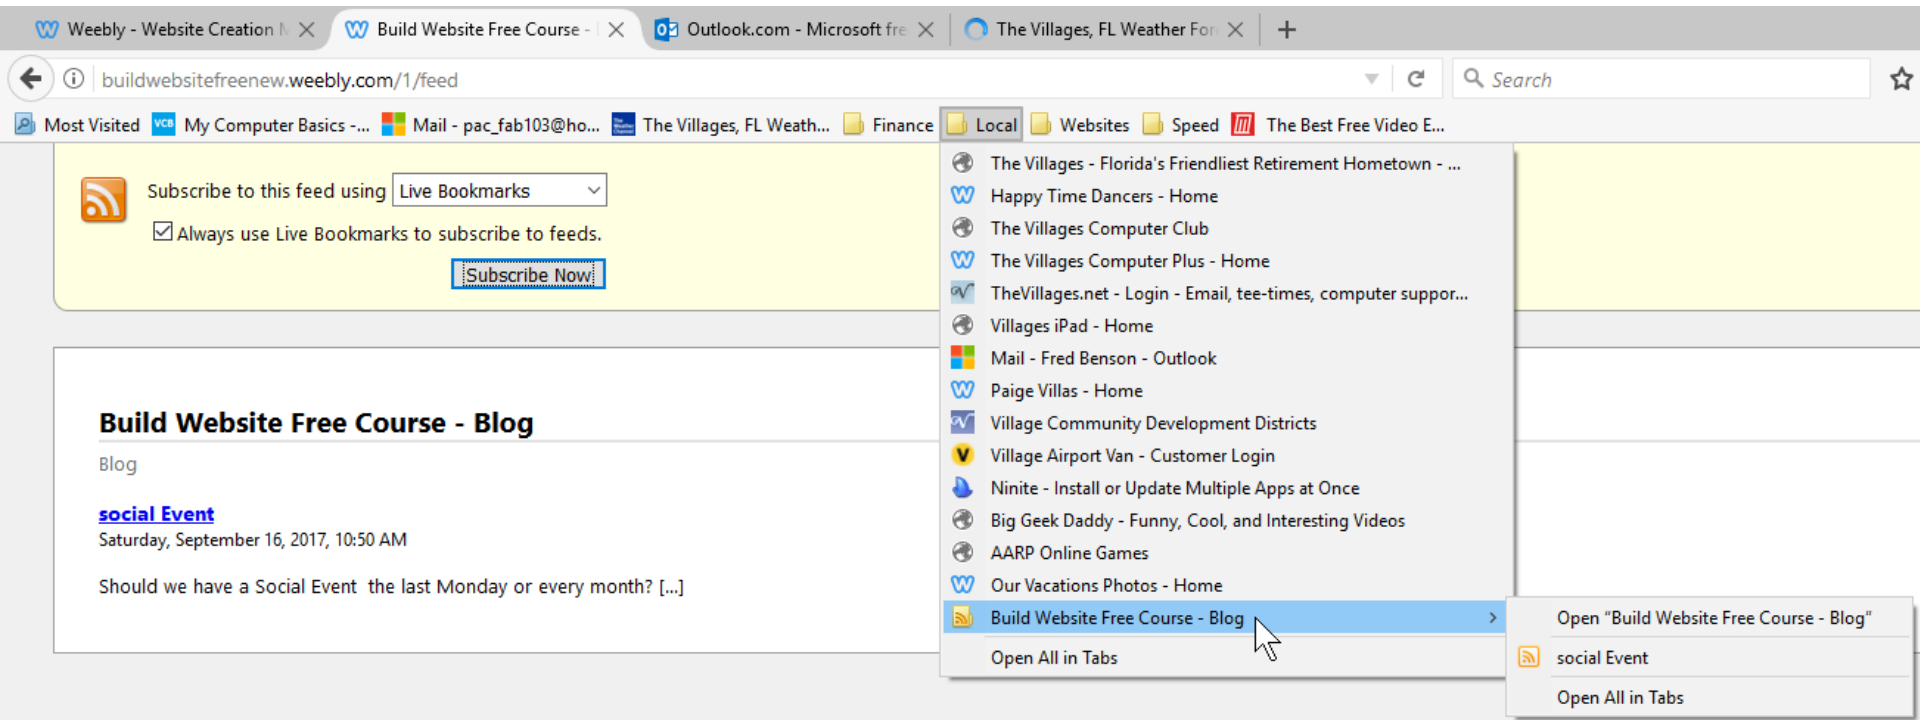 Weebly - Website Creation M
Build Website Free Course -
Outlook.com - Microsoft fre
The Villages, FL Weather For
buildwebsitefreenew.weebly.com/1/feed
Search
Most Visited
VCB
My Computer Basics -...
Mail - pac_fab103@ho...
The Villages, FL Weath...
Finance
Local
Websites
Speed
The Best Free Video E...
Subscribe to this feed using Live Bookmarks
Always use Live Bookmarks to subscribe to feeds.
Subscribe Now
Build Website Free Course - Blog
Blog
social Event
Saturday, September 16, 2017, 10:50 AM
Should we have a Social Event  the last Monday or every month? [...]
The Villages - Florida's Friendliest Retirement Hometown - ...
Happy Time Dancers - Home
The Villages Computer Club
The Villages Computer Plus - Home
TheVillages.net - Login - Email, tee-times, computer suppor...
Villages iPad - Home
Mail - Fred Benson - Outlook
Paige Villas - Home
Village Community Development Districts
Village Airport Van - Customer Login
Ninite - Install or Update Multiple Apps at Once
Big Geek Daddy - Funny, Cool, and Interesting Videos
AARP Online Games
Our Vacations Photos - Home
Build Website Free Course - Blog
Open All in Tabs
Open "Build Website Free Course - Blog"
social Event
Open All in Tabs